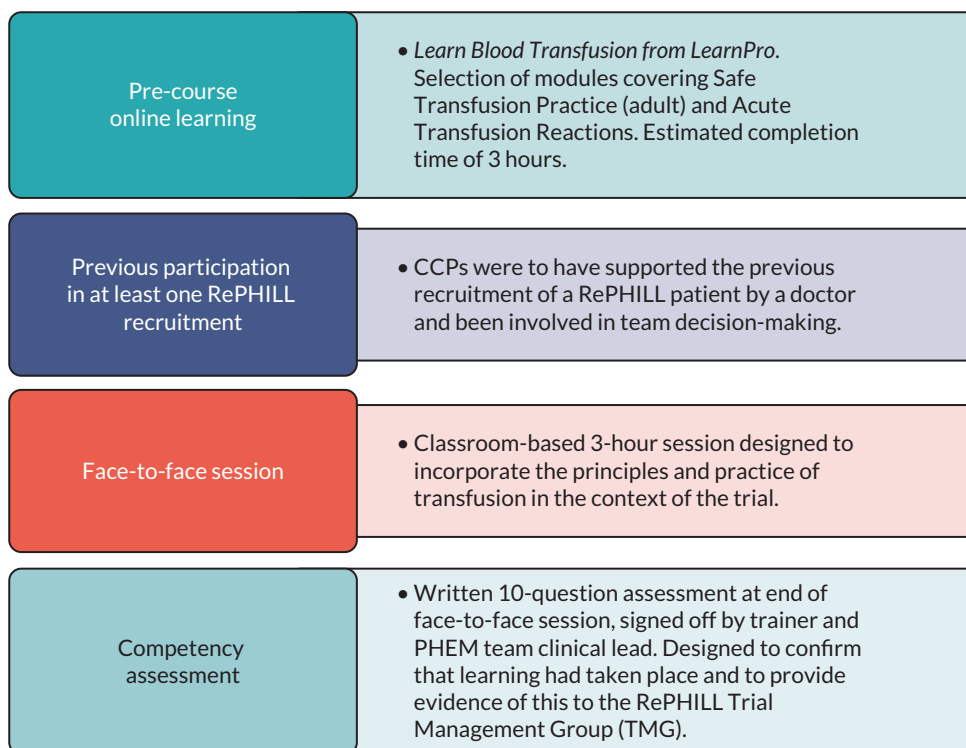 Pre-course
online learning
• Learn Blood Transfusion from LearnPro.
Selection of modules covering Safe
Transfusion Practice (adult) and Acute
Transfusion Reactions. Estimated completion
time of 3 hours.
Previous participation
in at least one RePHILL
recruitment
• CCPs were to have supported the previous
recruitment of a RePHILL patient by a doctor
and been involved in team decision-making.
Face-to-face session
• Classroom-based 3-hour session designed to
incorporate the principles and practice of
transfusion in the context of the trial.
Competency
assessment
• Written 10-question assessment at end of
face-to-face session, signed off by trainer and
PHEM team clinical lead. Designed to confirm
that learning had taken place and to provide
evidence of this to the RePHILL Trial
Management Group (TMG).